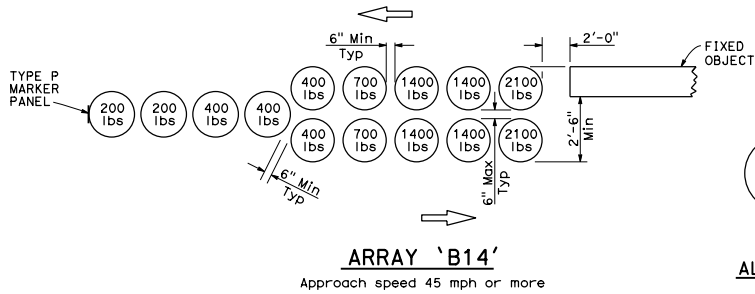 6" Min
Typ
2'-0"
FIXED
OBJECT
TYPE P
MARKER
PANEL
400
lbs
700
lbs
1400
lbs
1400
lbs
2100
lbs
200
lbs
200
lbs
400
lbs
400
lbs
400
lbs
700
lbs
1400
lbs
1400
lbs
2100
lbs
2'-6"
Min
6" Min
Typ
6" Max
Typ
ARRAY 'B14'
Approach speed 45 mph or more
AL